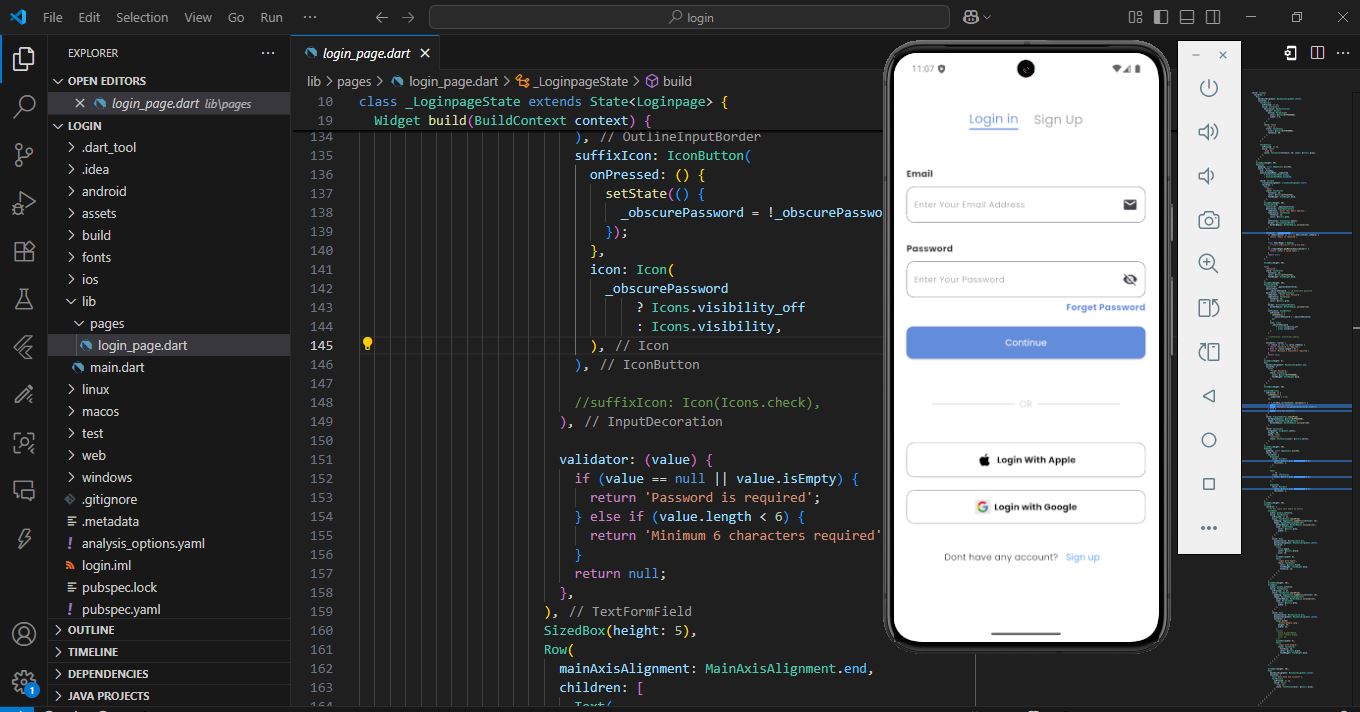 File Edit Selection View Go Run ···
login
EXPLORER
OPEN EDITORS
login_page.dart lib\pages
LOGIN
.dart_tool
.idea
android
assets
build
fonts
ios
lib
pages
login_page.dart
main.dart
linux
macos
test
web
windows
.gitignore
.metadata
analysis_options.yaml
login.iml
pubspec.lock
pubspec.yaml
OUTLINE
TIMELINE
DEPENDENCIES
JAVA PROJECTS
1
login_page.dart
lib > pages > login_page.dart > _LoginpageState > build
10 class _LoginpageState extends State<Loginpage> {
19 Widget build(BuildContext context) {
134 ), // OutlineInputBorder
135 suffixIcon: IconButton(
136 onPressed: () {
137 setState(() {
138 _obscurePassword = !_obscurePasswo
139 });
140 },
141 icon: Icon(
142 _obscurePassword
143 ? Icons.visibility_off
144 : Icons.visibility,
145 ), // Icon
146 ), // IconButton
147
148 //suffixIcon: Icon(Icons.check),
149 ), // InputDecoration
150
151 validator: (value) {
152 if (value == null || value.isEmpty) {
153 return 'Password is required';
154 } else if (value.length < 6) {
155 return 'Minimum 6 characters required'
156 }
157 return null;
158 },
159 ), // TextFormField
160 SizedBox(height: 5),
161 Row(
162 mainAxisAlignment: MainAxisAlignment.end,
163 children: [
164 Text(
11:07
Login in Sign Up
Email
Enter Your Email Address
Password
Enter Your Password
Forget Password
Continue
OR
Login With Apple
Login with Google
Dont have any account? Sign up